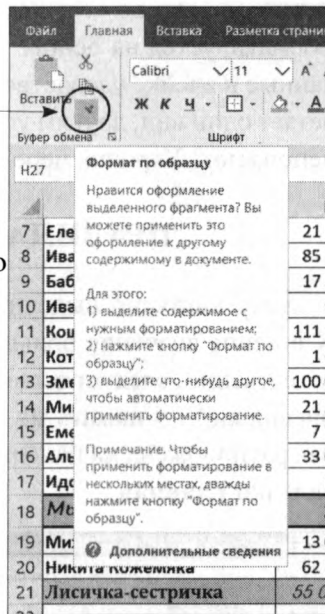 Файл Главная Вставка Разметка страни
Вставить
Calibri 11 A
Ж К Ч A
Буфер обмена Шрифт
H27
Формат по образцу
Нравится оформление
выделенного фрагмента? Вы
можете применить это
оформление к другому
содержимому в документе.
Для этого:
1) выделите содержимое с
нужным форматированием;
2) нажмите кнопку "Формат по
образцу";
3) выделите что-нибудь другое,
чтобы автоматически
применить форматирование.
Примечание. Чтобы
применить форматирование в
нескольких местах, дважды
нажмите кнопку "Формат по
образцу".
Дополнительные сведения
7 Еле 21
8 Ива 85
9 Баб 17
10 Ива
11 Кош 111
12 Кот 1
13 Зме 100
14 Ми 21
15 Еме 7
16 Аль 33
17 Идо
18 Ми
19 Ми 13
20 Никита Кожемяка 62
21 Лисичка-сестричка 55 0